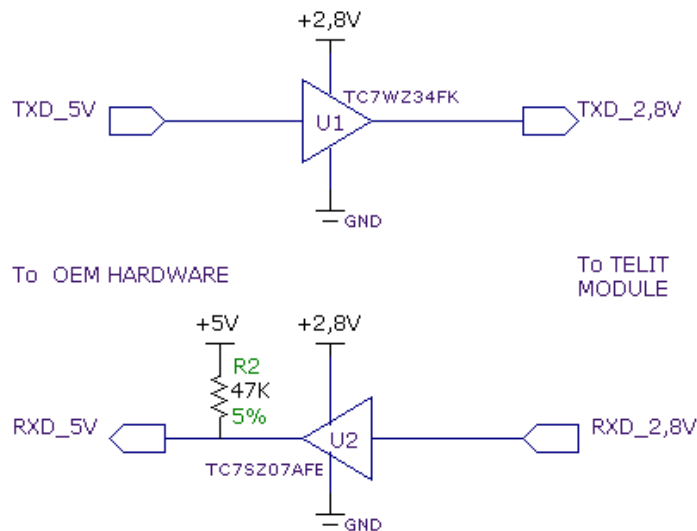 +2,8V
TC7WZ34FK
TXD_5V
U1
TXD_2,8V
GND
To OEM HARDWARE
To TELIT
MODULE
+5V
+2,8V
R2
47K
5%
RXD_5V
U2
RXD_2,8V
TC7SZ07AFE
GND